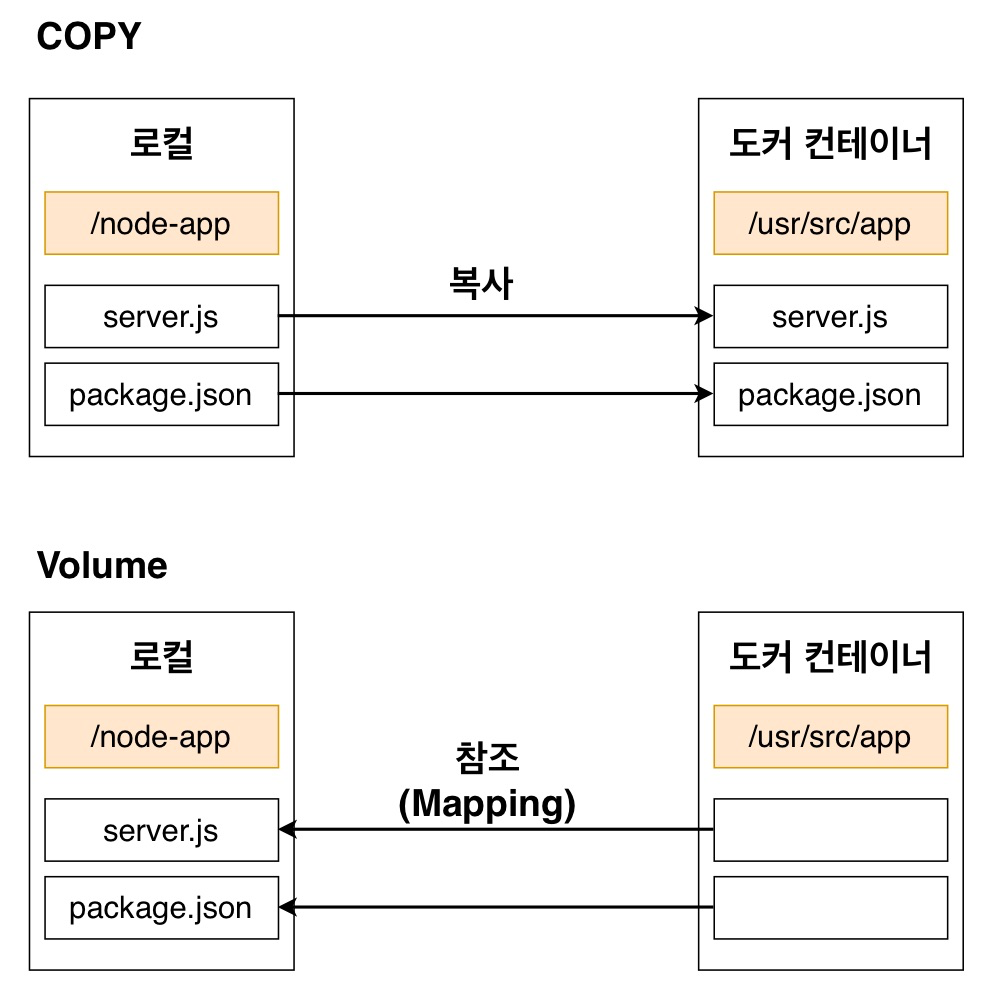 COPY
로컬
도커 컨테이너
/node-app
/usr/src/app
복사
server.js
server.js
package.json
package.json
Volume
로컬
도커 컨테이너
/node-app
/usr/src/app
참조
(Mapping)
server.js
package.json